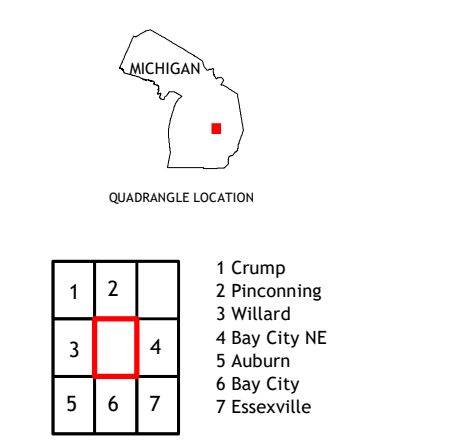 MICHIGAN
QUADRANGLE LOCATION
1 2
3 4
5 6 7
1 Crump
2 Pinconning
3 Willard
4 Bay City NE
5 Auburn
6 Bay City
7 Essexville